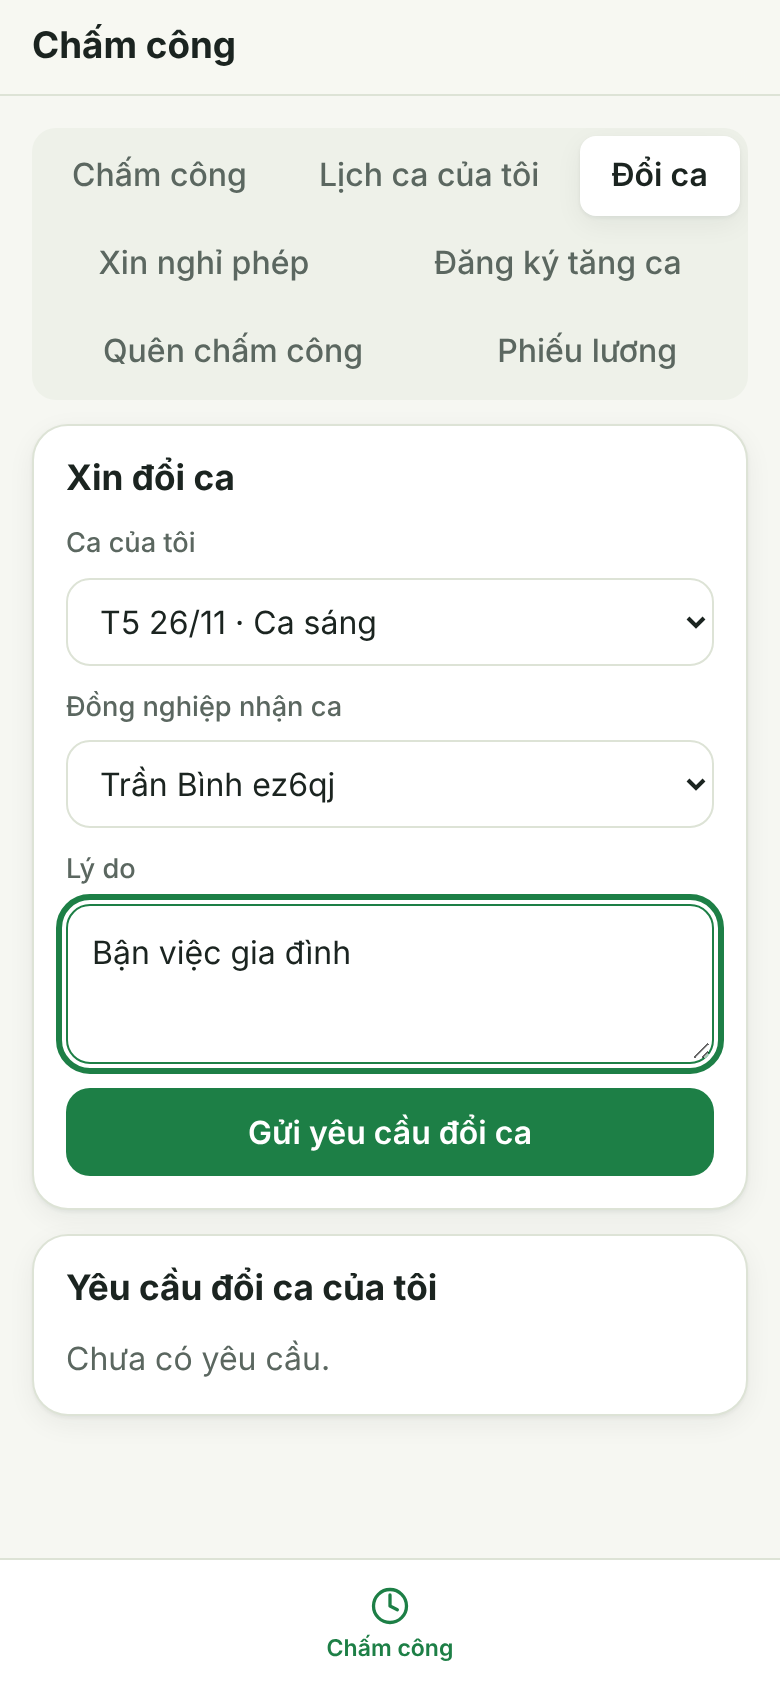 Chấm công
Chấm công
Lịch ca của tôi
Đổi ca
Xin nghỉ phép
Đăng ký tăng ca
Quên chấm công
Phiếu lương
Xin đổi ca
Ca của tôi
T5 26/11 · Ca sáng
Đồng nghiệp nhận ca
Trần Bình ez6qj
Lý do
Bận việc gia đình
Gửi yêu cầu đổi ca
Yêu cầu đổi ca của tôi
Chưa có yêu cầu.
Chấm công